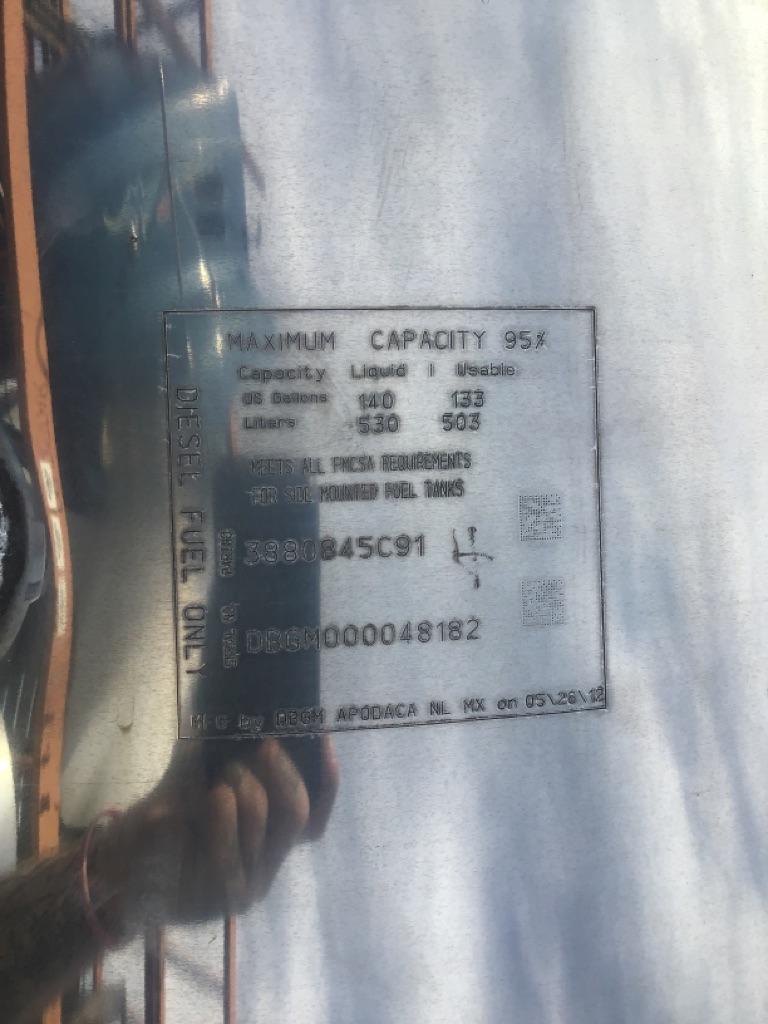 MAXIMUM CAPACITY 95%
Capacity Liquid | Usable
US Gallons 140 133
Liters 530 503
MEETS ALL FMCSA REQUIREMENTS
FOR SIDE MOUNTED FUEL TANKS
3880845C91
DBGM000048182
MFG by DBGM APODACA NL MX on 05\26\12
DIESEL FUEL ONLY